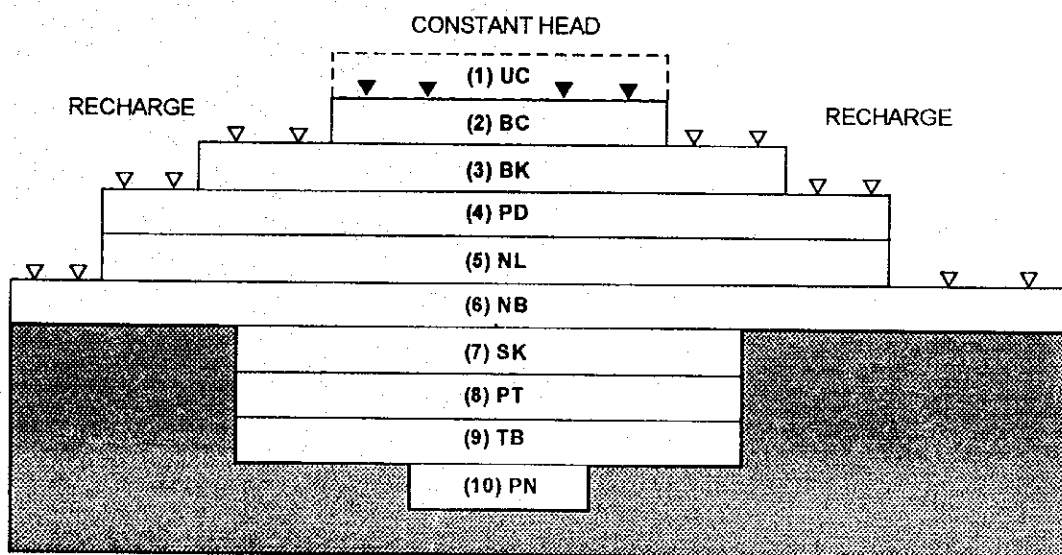 CONSTANT HEAD
(1) UC
RECHARGE
RECHARGE
(2) BC
(3) BK
(4) PD
(5) NL
(6) NB
(7) SK
(8) PT
(9) TB
(10) PN